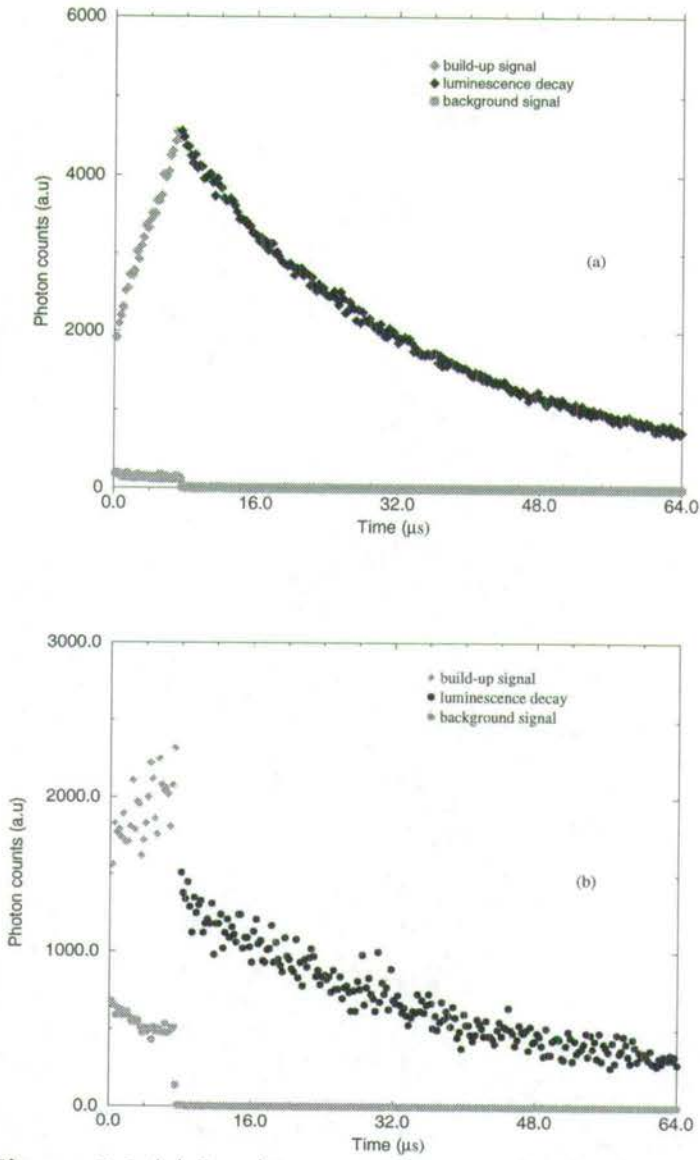 6000
4000
2000
0
Photon counts (a.u)
build-up signal
luminescence decay
background signal
(a)
0.0 16.0 32.0 48.0 64.0
Time (µs)
3000.0
2000.0
1000.0
0.0
Photon counts (a.u)
build-up signal
luminescence decay
background signal
(b)
0.0 16.0 32.0 48.0 64.0
Time (µs)